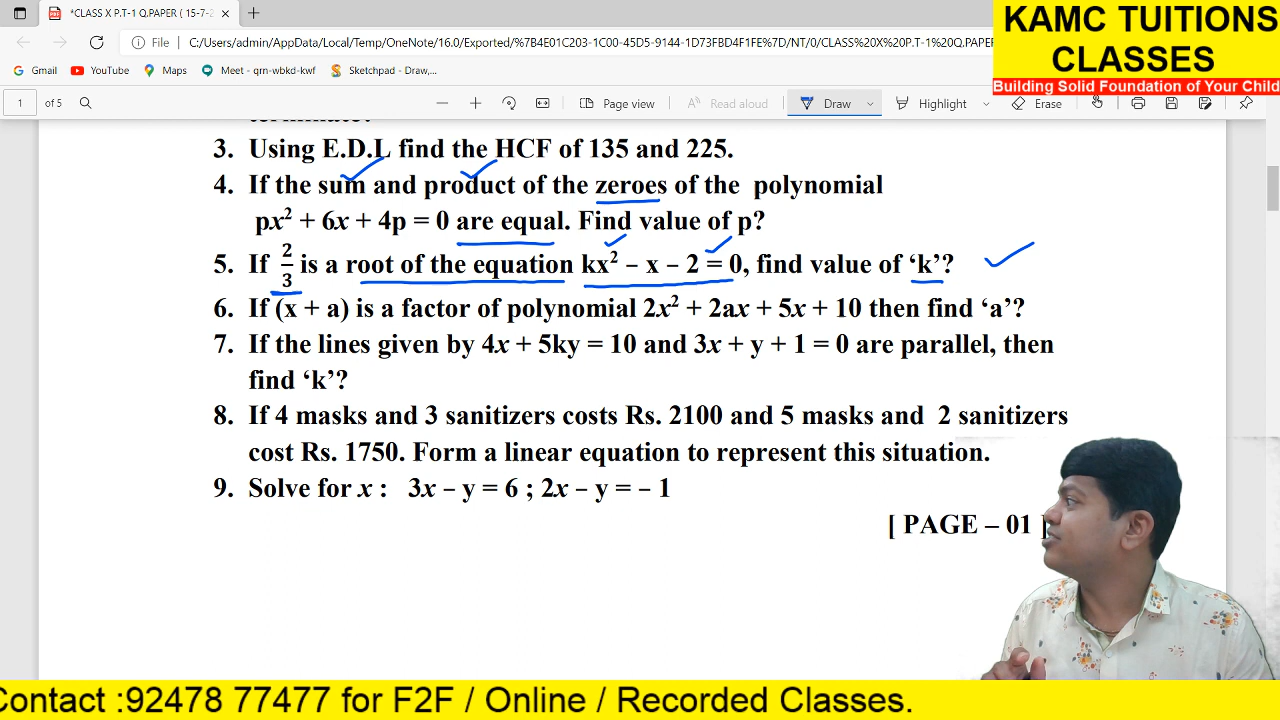 *CLASS X P.T-1 Q.PAPER ( 15-7-2
KAMC TUITIONS
CLASSES
Building Solid Foundation of Your Child
File
C:/Users/admin/AppData/Local/Temp/OneNote/16.0/Exported/%7B4E01C203-1C00-45D5-9144-1D73FBD4F1FE%7D/NT/0/CLASS%20X%20P.T-1%20Q.PAPER
Gmail YouTube Maps Meet - qrn-wbkd-kwf Sketchpad - Draw,...
1 of 5 Page view Read aloud Draw Highlight Erase
3. Using E.D.L find the HCF of 135 and 225.
4. If the sum and product of the zeroes of the polynomial
px² + 6x + 4p = 0 are equal. Find value of p?
5. If 2/3 is a root of the equation kx² – x – 2 = 0, find value of ‘k’?
6. If (x + a) is a factor of polynomial 2x² + 2ax + 5x + 10 then find ‘a’?
7. If the lines given by 4x + 5ky = 10 and 3x + y + 1 = 0 are parallel, then
find ‘k’?
8. If 4 masks and 3 sanitizers costs Rs. 2100 and 5 masks and 2 sanitizers
cost Rs. 1750. Form a linear equation to represent this situation.
9. Solve for x : 3x – y = 6 ; 2x – y = – 1
[ PAGE – 01 ]
Contact :92478 77477 for F2F / Online / Recorded Classes.